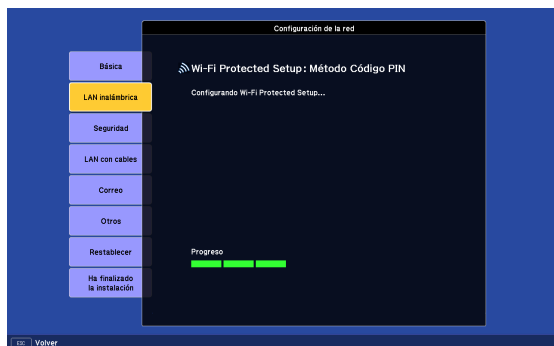 Configuración de la red
Básica
LAN inalámbrica
Seguridad
LAN con cables
Correo
Otros
Restablecer
Ha finalizado
la instalación
Wi-Fi Protected Setup: Método Código PIN
Configurando Wi-Fi Protected Setup...
Progreso
ESC Volver